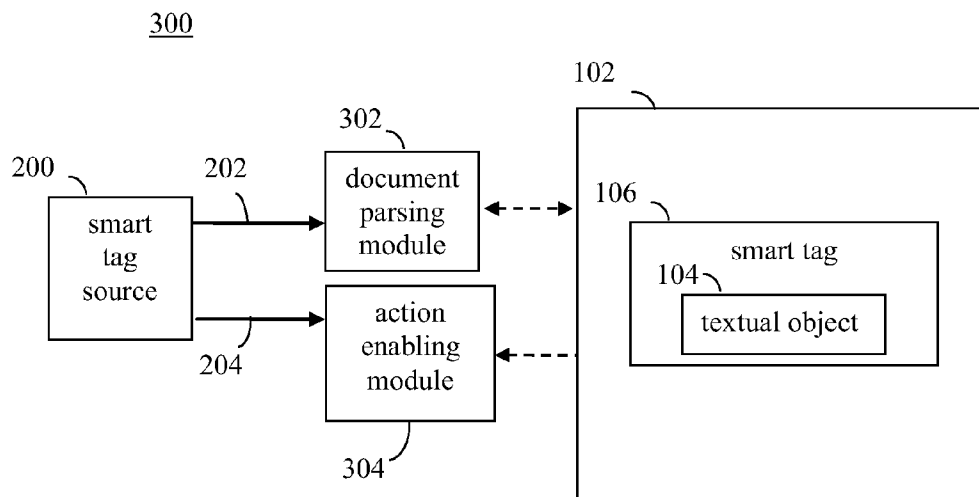 300
102
302
200
202
document
parsing
module
106
smart
tag
source
smart tag
104
textual object
action
enabling
module
204
304